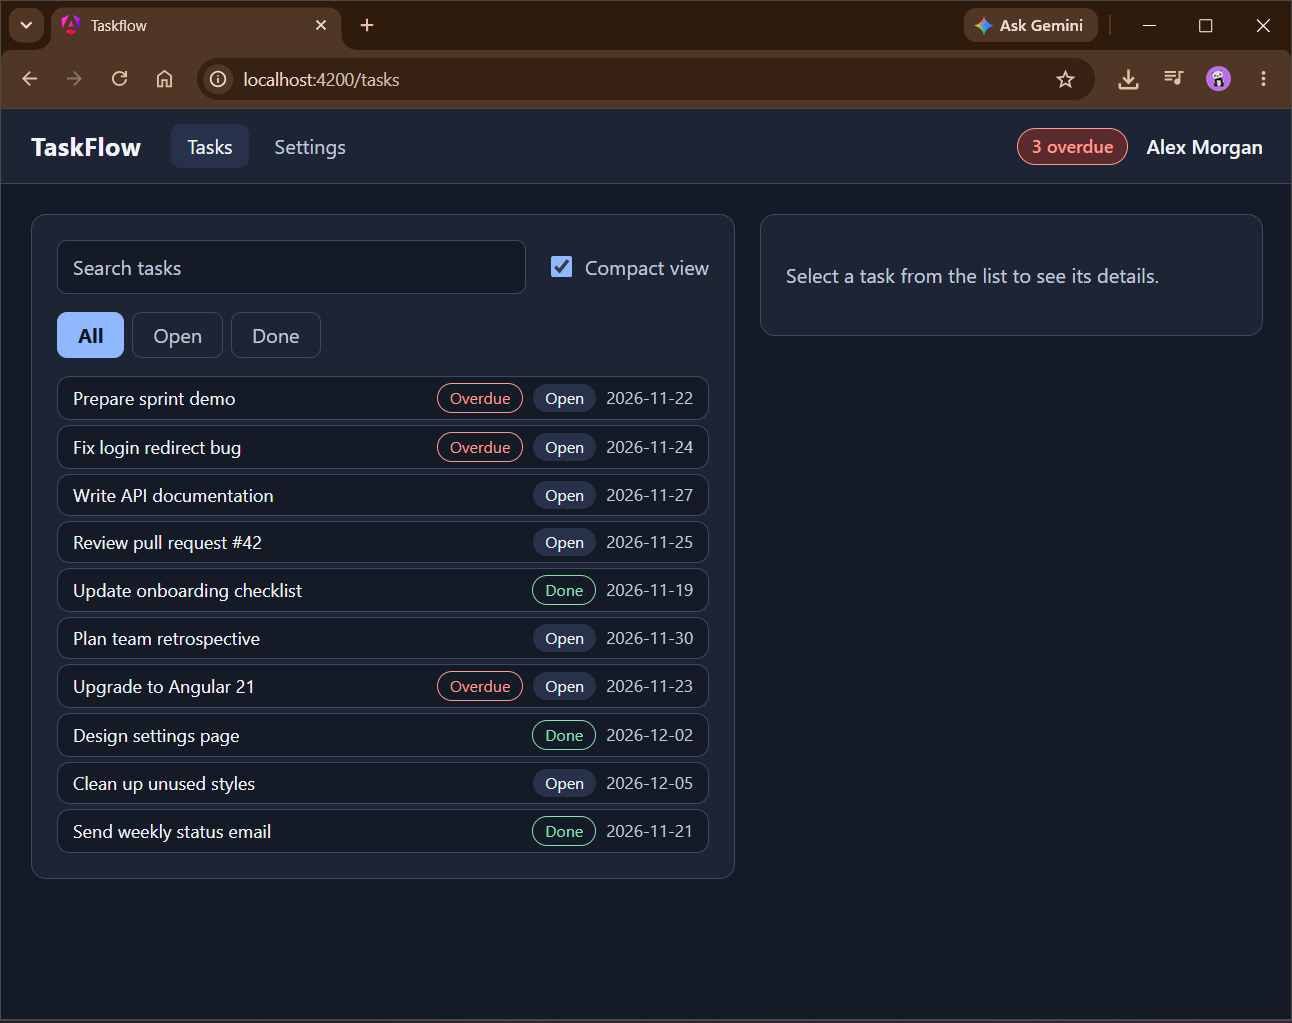 Taskflow
Ask Gemini
localhost:4200/tasks
TaskFlow Tasks Settings 3 overdue Alex Morgan
Search tasks Compact view
Select a task from the list to see its details.
All Open Done
Prepare sprint demo Overdue Open 2026-11-22
Fix login redirect bug Overdue Open 2026-11-24
Write API documentation Open 2026-11-27
Review pull request #42 Open 2026-11-25
Update onboarding checklist Done 2026-11-19
Plan team retrospective Open 2026-11-30
Upgrade to Angular 21 Overdue Open 2026-11-23
Design settings page Done 2026-12-02
Clean up unused styles Open 2026-12-05
Send weekly status email Done 2026-11-21